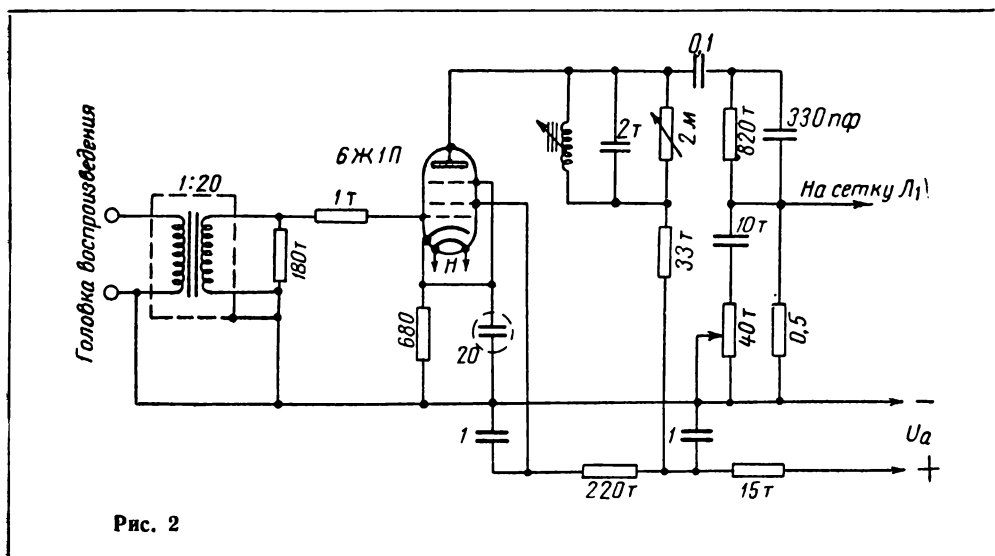 Головка воспроизведения
1:20
180т
1т
6Ж1П
Н
680
20
2т
2м
0,1
820т
330пф
На сетку Л1
33т
10т
40т
0,5
1
1
220т
15т
−
Ua
+
Рис. 2